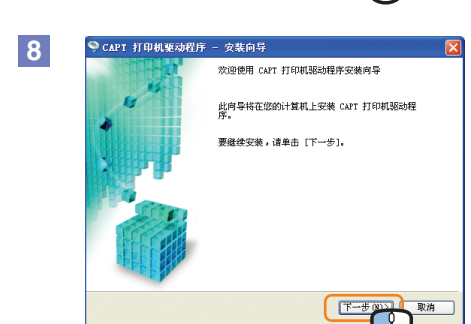 8
CAPT 打印机驱动程序 - 安装向导
欢迎使用 CAPT 打印机驱动程序安装向导
此向导将在您的计算机上安装 CAPT 打印机驱动程
序。
要继续安装，请单击 [下一步]。
下一步(N)> 取消